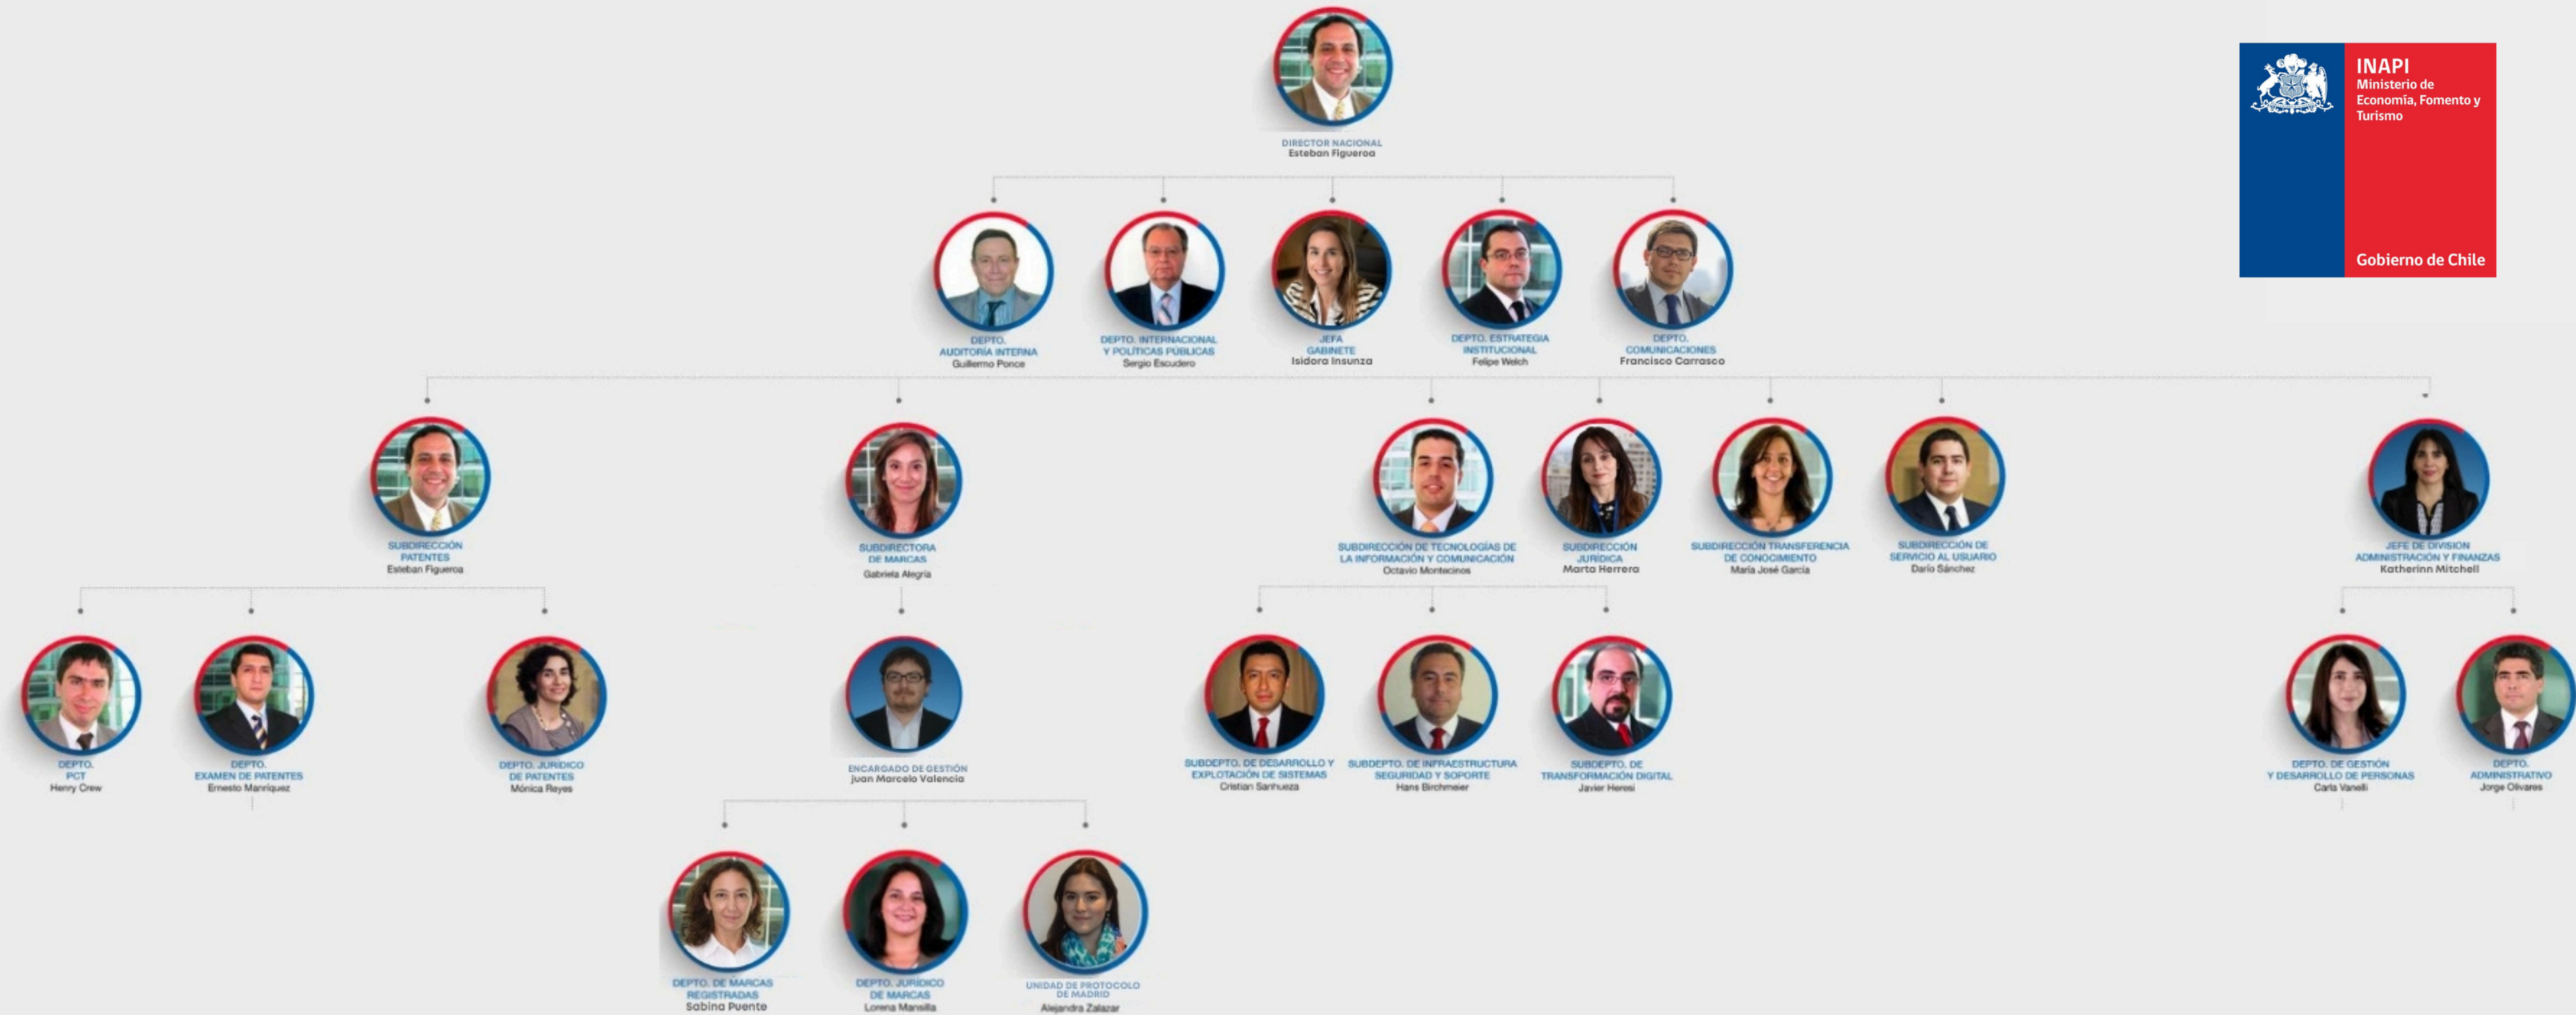 INAPI
Ministerio de
Economía, Fomento y
Turismo
Gobierno de Chile
DIRECTOR NACIONAL
Esteban Figueroa
DEPTO.
AUDITORÍA INTERNA
Guillermo Ponce
DEPTO. INTERNACIONAL
Y POLÍTICAS PÚBLICAS
Sergio Escudero
JEFA
GABINETE
Isidora Insunza
DEPTO. ESTRATEGIA
INSTITUCIONAL
Felipe Welch
DEPTO.
COMUNICACIONES
Francisco Carrasco
SUBDIRECCIÓN
PATENTES
Esteban Figueroa
SUBDIRECTORA
DE MARCAS
Gabriela Alegría
SUBDIRECCIÓN DE TECNOLOGÍAS DE
LA INFORMACIÓN Y COMUNICACIÓN
Octavio Montecinos
SUBDIRECCIÓN
JURÍDICA
Marta Herrera
SUBDIRECCIÓN TRANSFERENCIA
DE CONOCIMIENTO
María José García
SUBDIRECCIÓN DE
SERVICIO AL USUARIO
Darío Sánchez
JEFE DE DIVISIÓN
ADMINISTRACIÓN Y FINANZAS
Katherinn Mitchell
DEPTO.
PCT
Henry Crew
DEPTO.
EXAMEN DE PATENTES
Ernesto Manríquez
DEPTO. JURÍDICO
DE PATENTES
Mónica Reyes
ENCARGADO DE GESTIÓN
juan Marcelo Valencia
SUBDEPTO. DE DESARROLLO Y
EXPLOTACIÓN DE SISTEMAS
Cristian Sanhueza
SUBDEPTO. DE INFRAESTRUCTURA
SEGURIDAD Y SOPORTE
Hans Birchmeier
SUBDEPTO. DE
TRANSFORMACIÓN DIGITAL
Javier Heresi
DEPTO. DE GESTIÓN
Y DESARROLLO DE PERSONAS
Carla Vanelli
DEPTO.
ADMINISTRATIVO
Jorge Olivares
DEPTO. DE MARCAS
REGISTRADAS
Sabina Puente
DEPTO. JURÍDICO
DE MARCAS
Lorena Mansilla
UNIDAD DE PROTOCOLO
DE MADRID
Alejandra Zalazar